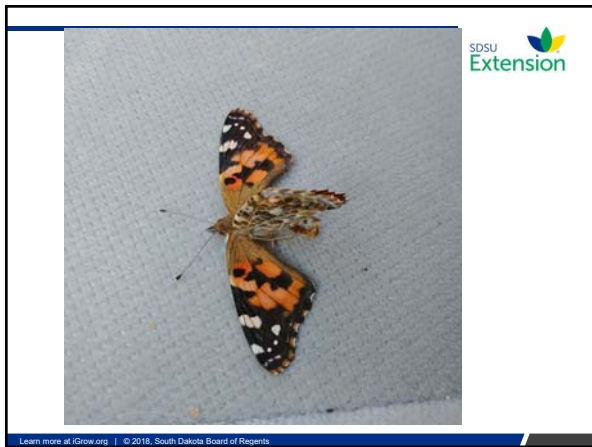 SDSU
Extension
Learn more at iGrow.org | © 2018, South Dakota Board of Regents